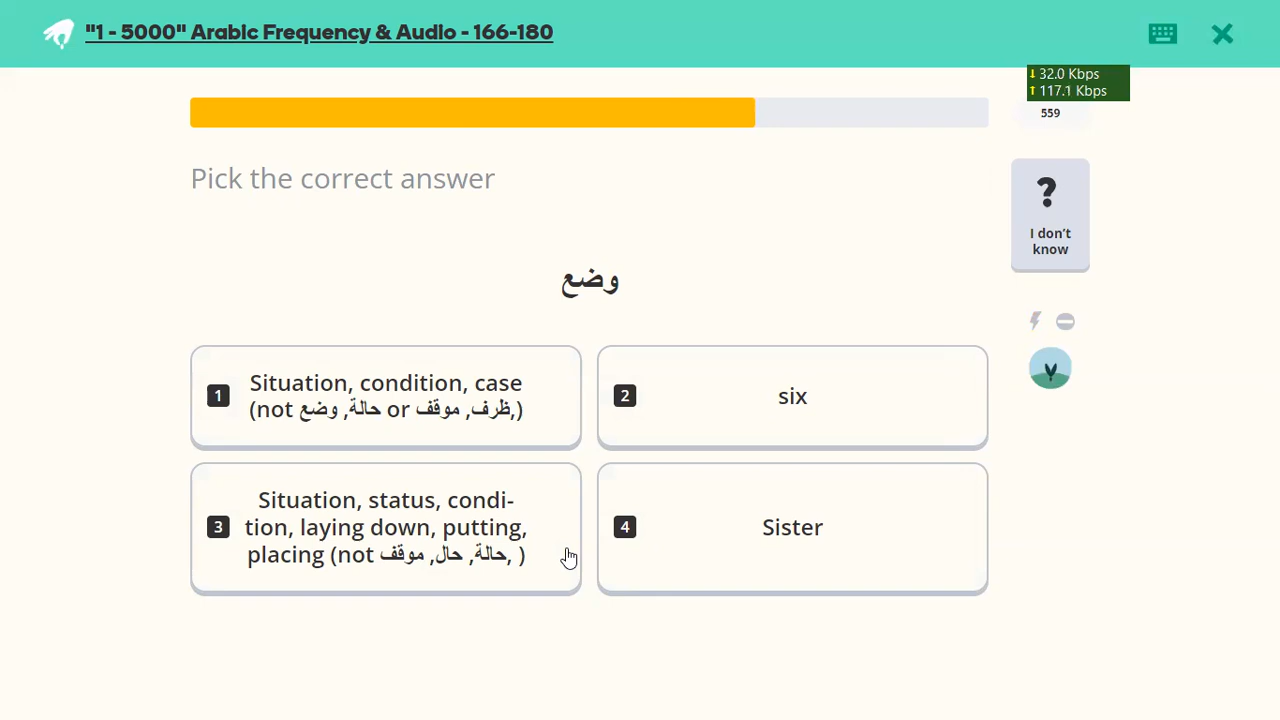 "1 - 5000" Arabic Frequency & Audio - 166-180
↓ 32.0 Kbps
↑ 117.1 Kbps
559
Pick the correct answer
?
I don't
know
وضع
1
Situation, condition, case
(not ظرف, موقف or حالة, وضع,)
2
six
3
Situation, status, condi-
tion, laying down, putting,
placing (not حالة, حال, موقف, )
4
Sister